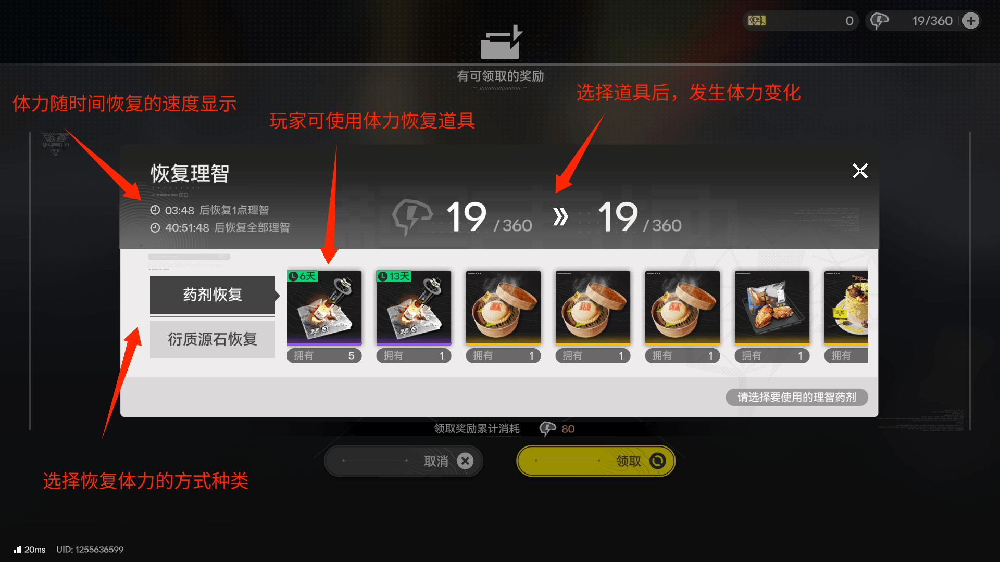 0
19/360
有可领取的奖励
选择道具后，发生体力变化
体力随时间恢复的速度显示
玩家可使用体力恢复道具
恢复理智
03:48 后恢复1点理智
40:51:48 后恢复全部理智
19/360
19/360
药剂恢复
衍质源石恢复
6天
13天
拥有 5
拥有 1
拥有 1
拥有 1
拥有 1
拥有 1
拥有
请选择要使用的理智药剂
领取奖励累计消耗 80
取消
领取
选择恢复体力的方式种类
20ms UID: 1255636599